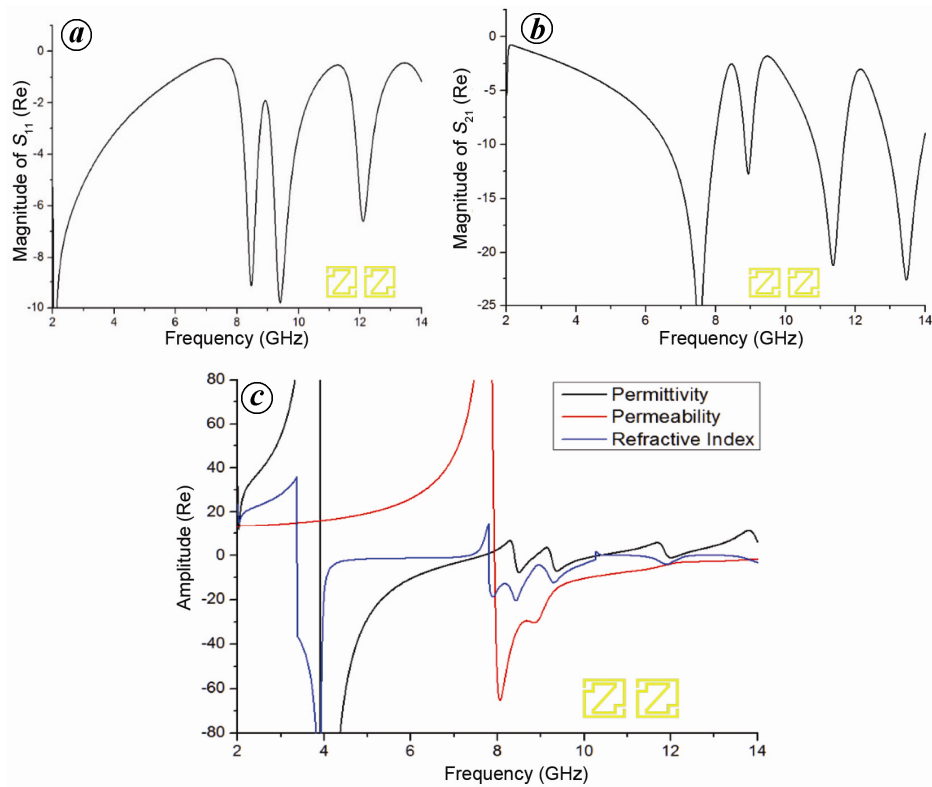 a
Magnitude of S11 (Re)
0
-2
-4
-6
-8
-10
2 4 6 8 10 12 14
Frequency (GHz)
b
Magnitude of S21 (Re)
0
-5
-10
-15
-20
-25
2 4 6 8 10 12 14
Frequency (GHz)
c
Permittivity
Permeability
Refractive Index
Amplitude (Re)
80
60
40
20
0
-20
-40
-60
-80
2 4 6 8 10 12 14
Frequency (GHz)